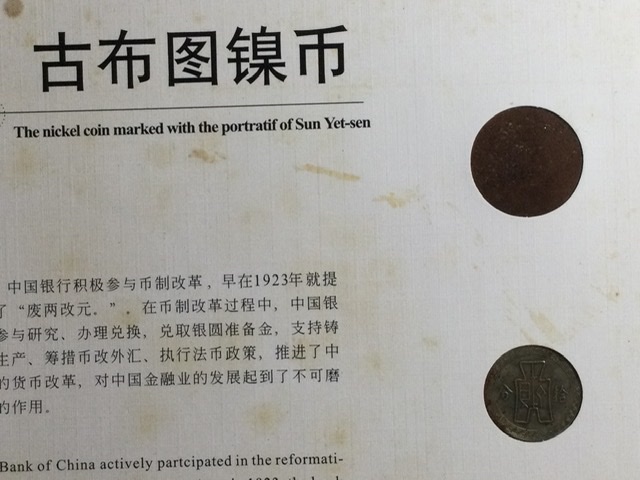 古布图镍币
The nickel coin marked with the portratif of Sun Yet-sen
中国银行积极参与币制改革，早在1923年就提
了“废两改元。”。在币制改革过程中，中国银
参与研究、办理兑换，兑取银圆准备金，支持铸
生产、筹措币改外汇、执行法币政策，推进了中
的货币改革，对中国金融业的发展起到了不可磨
的作用。
Bank of China actively partcipated in the reformati-